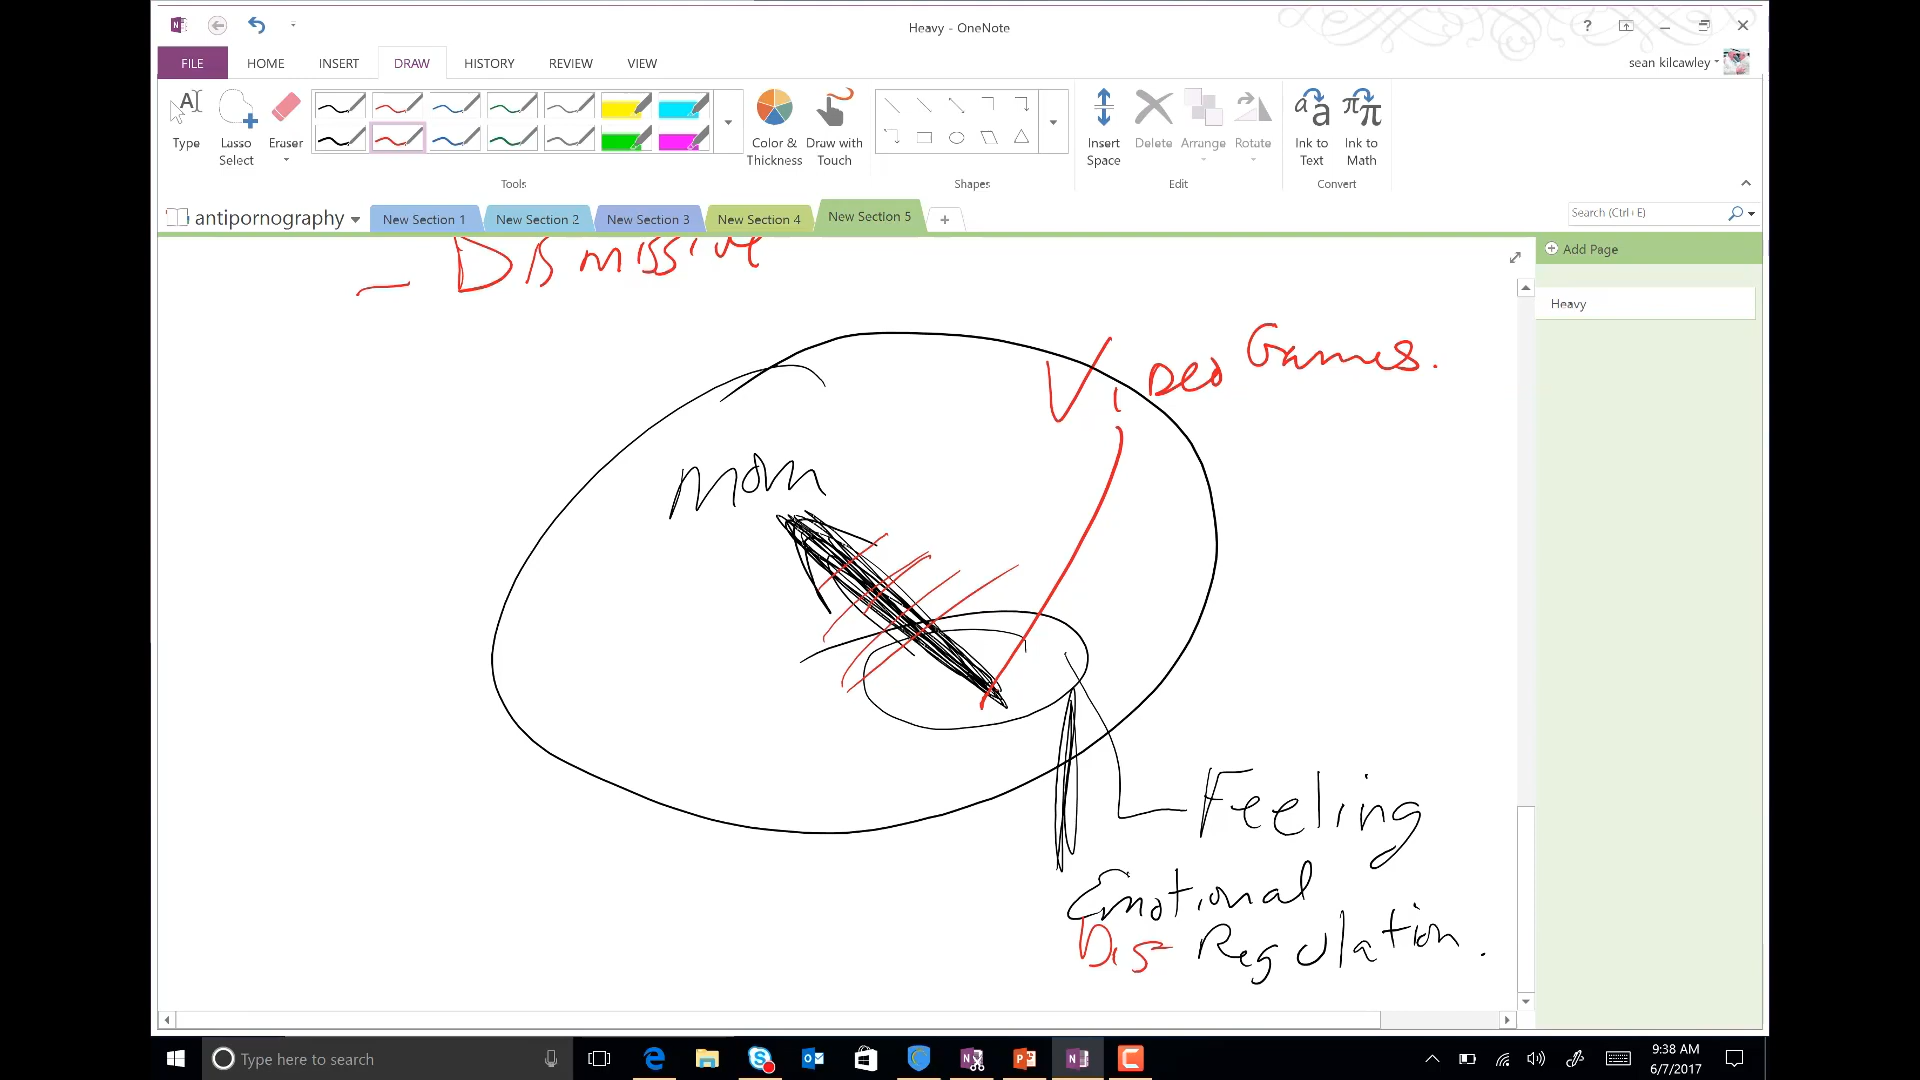 Heavy - OneNote
?
FILE HOME INSERT DRAW HISTORY REVIEW VIEW
sean kilcawley
Type
Lasso Select
Eraser
Color & Thickness
Draw with Touch
Insert Space
Delete
Arrange
Rotate
Ink to Text
Ink to Math
Tools Shapes Edit Convert
antipornography New Section 1 New Section 2 New Section 3 New Section 4 New Section 5 +
Search (Ctrl+E)
Add Page
Heavy
- Dismissive
Video Games.
Mom
Feeling
Emotional
Dis- Regulation.
Type here to search
9:38 AM
6/7/2017